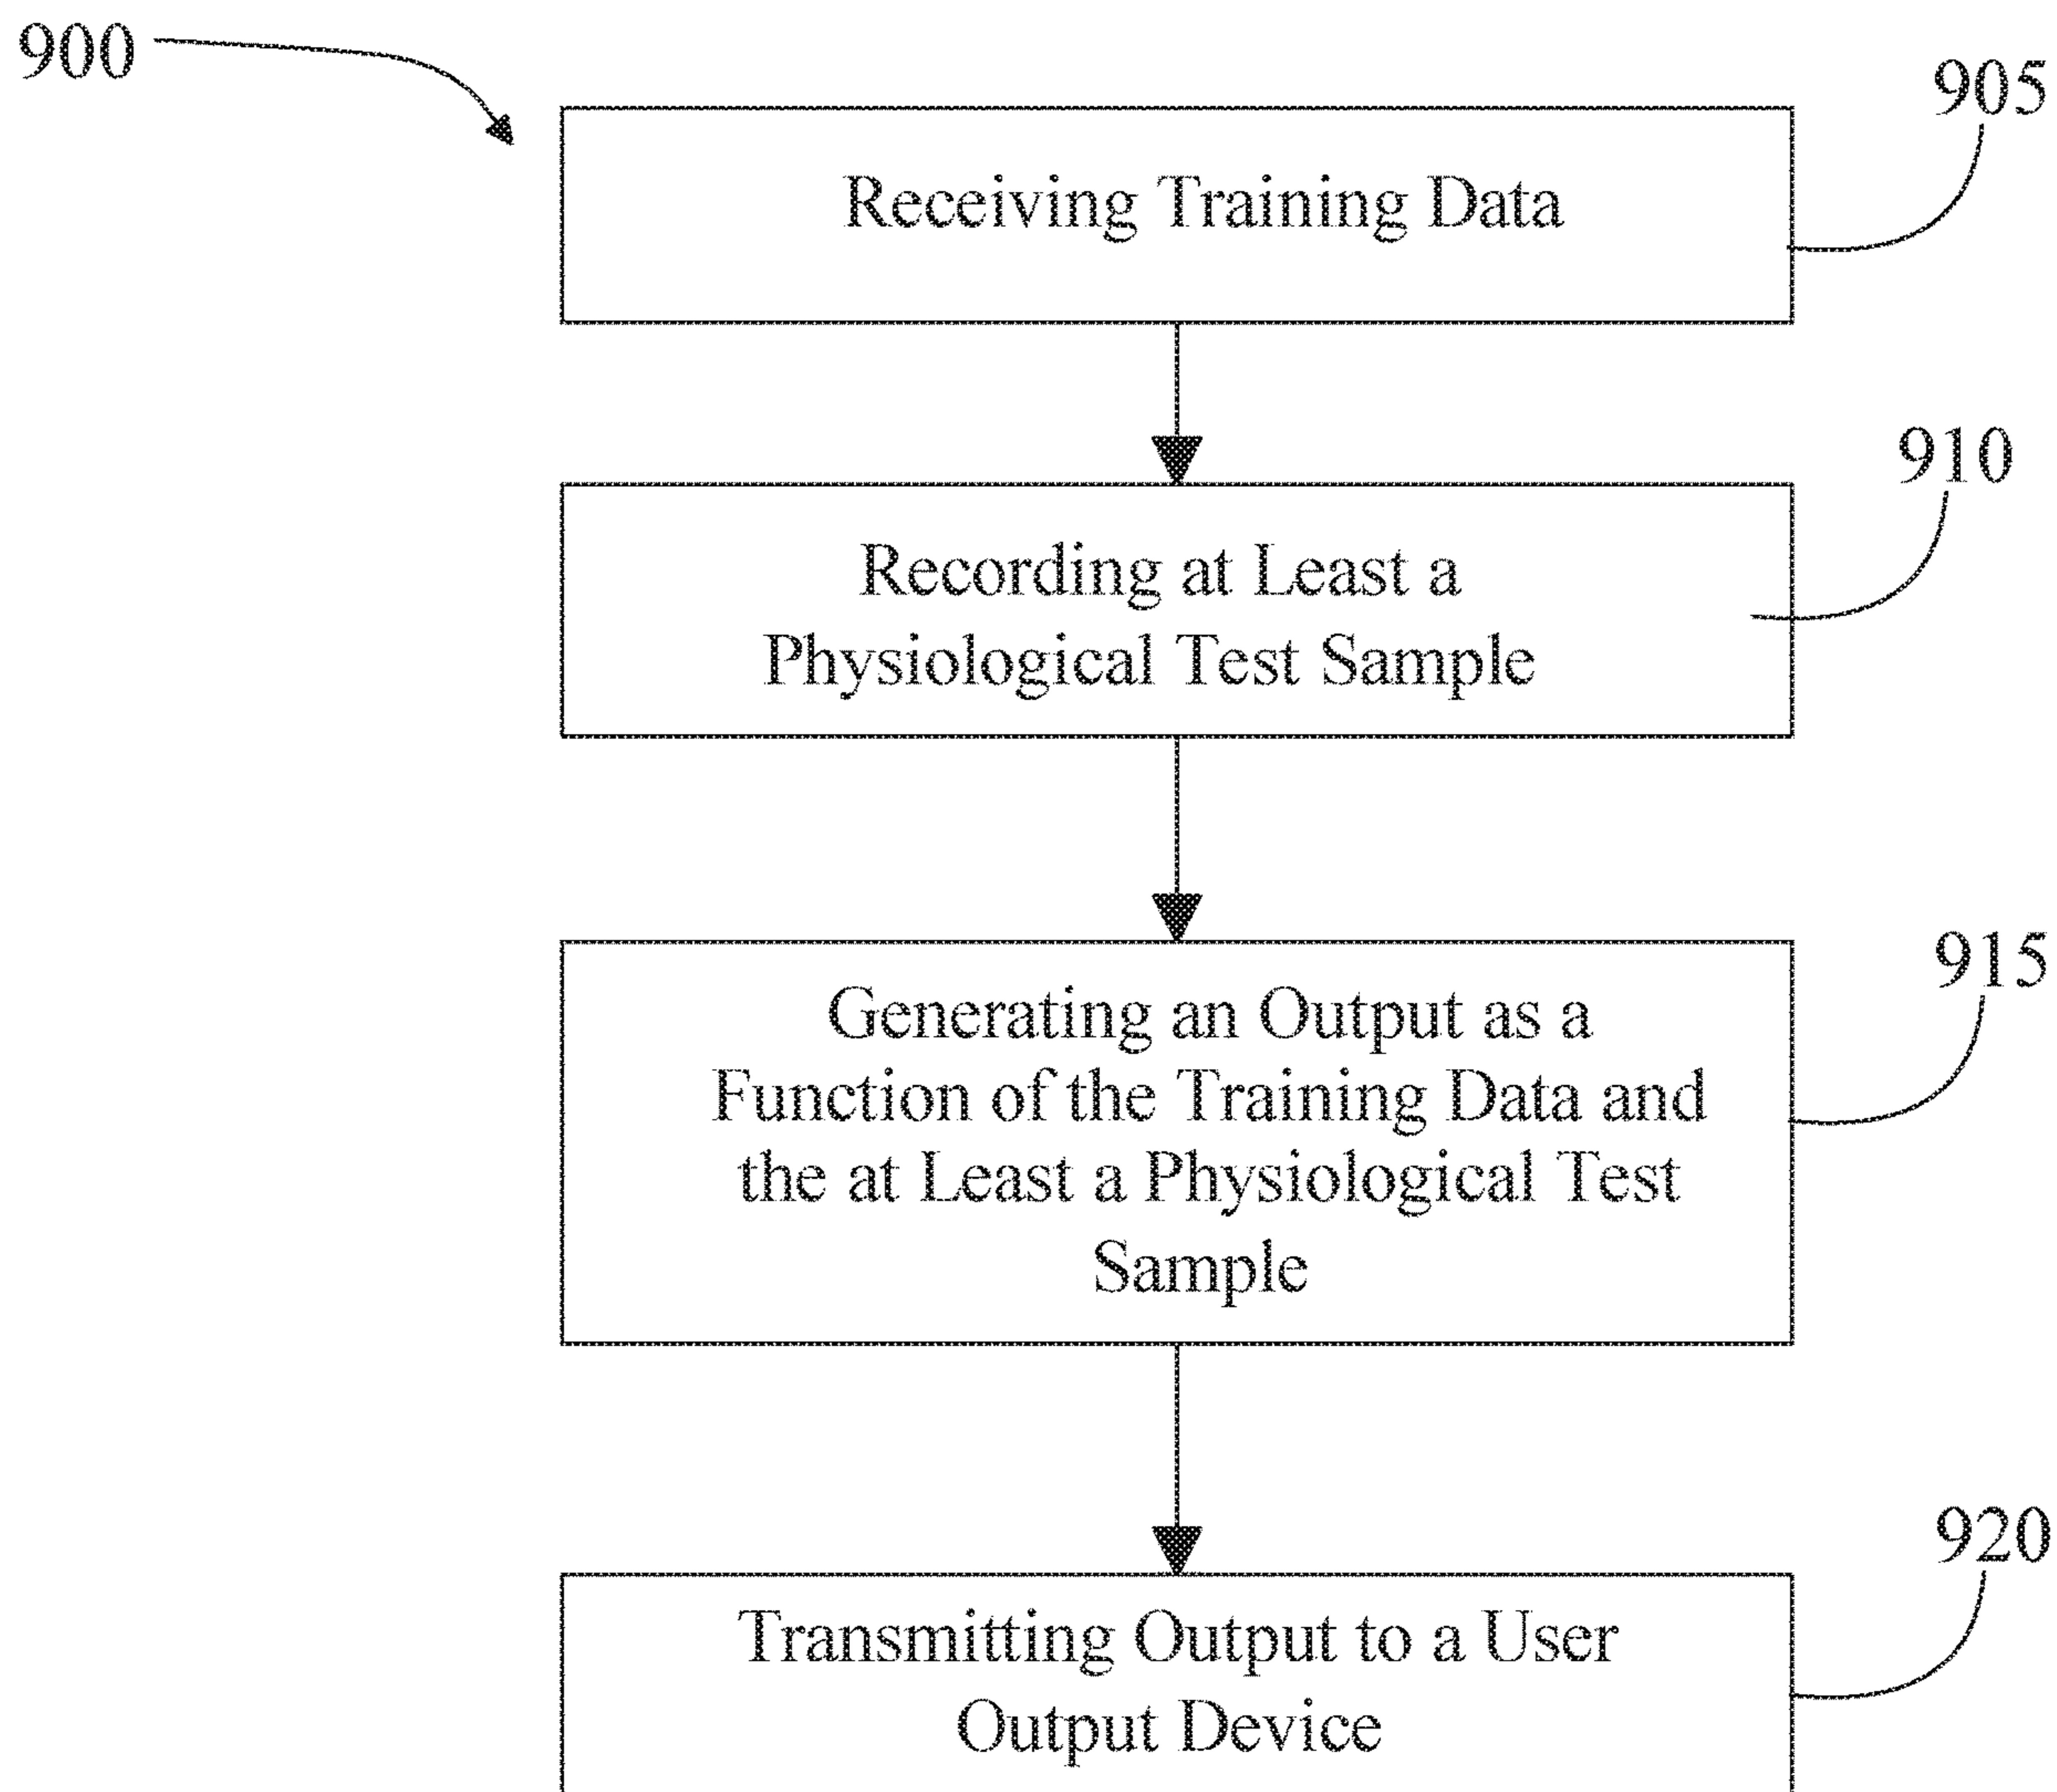 900
905
Receiving Training Data
910
Recording at Least a
Physiological Test Sample
915
Generating an Output as a
Function of the Training Data and
the at Least a Physiological Test
Sample
920
Transmitting Output to a User
Output Device